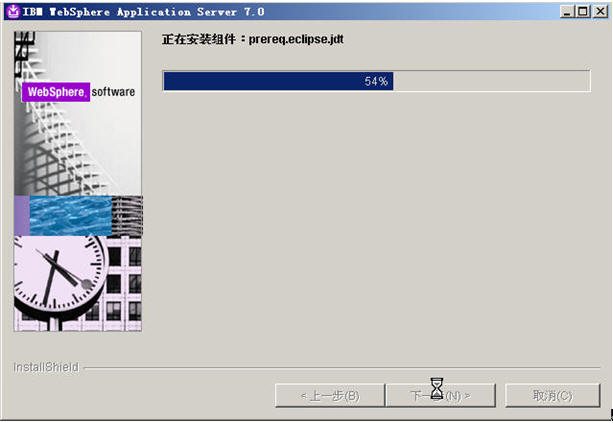 IBM WebSphere Application Server 7.0
正在安装组件：prereq.eclipse.jdt
54%
WebSphere. software
InstallShield
< 上一步(B)
下一 (N) >
取消(C)